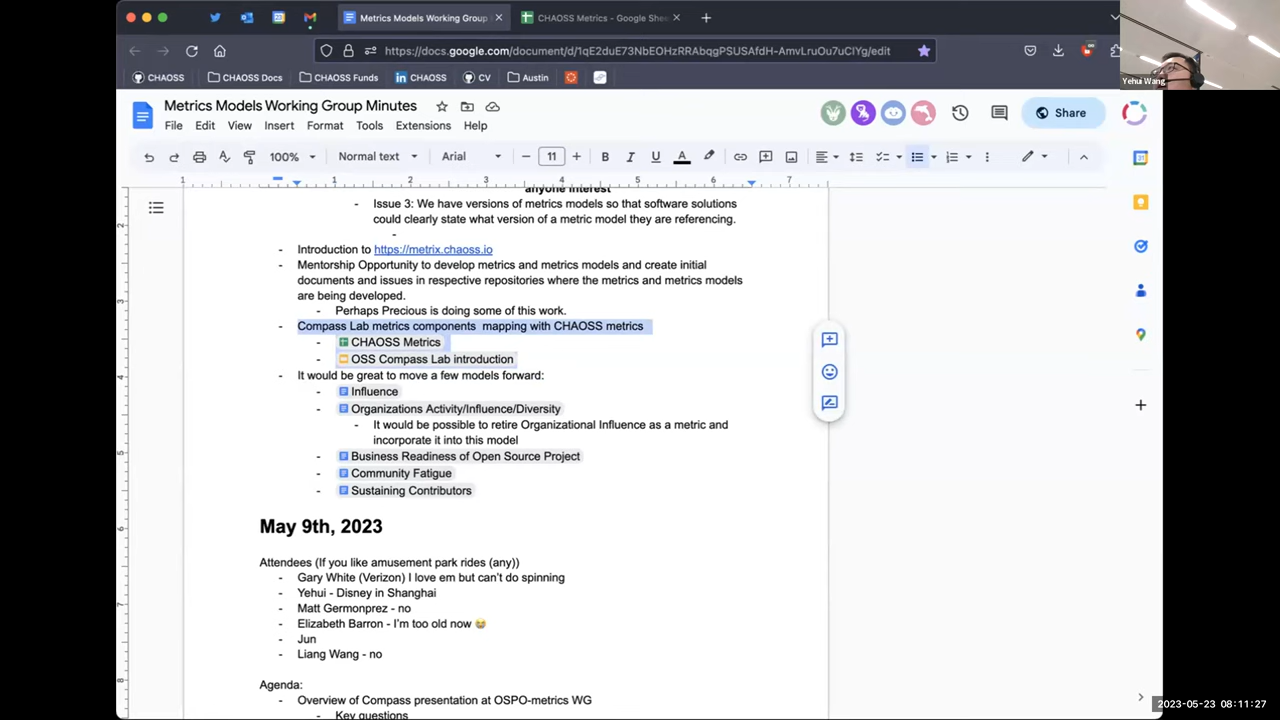 Metrics Models Working Group
CHAOSS Metrics - Google Shee
https://docs.google.com/document/d/1qE2duE73NbEOHzRRAbqgPSUSAfdH-AmvLruOu7uClYg/edit
CHAOSS
CHAOSS Docs
CHAOSS Funds
CHAOSS
CV
Austin
Yehui Wang
Metrics Models Working Group Minutes
File Edit View Insert Format Tools Extensions Help
Share
100% Normal text Arial 11
1 1 2 3 4 5 6 7
anyone interest
- Issue 3: We have versions of metrics models so that software solutions
could clearly state what version of a metric model they are referencing.
-
- Introduction to https://metrix.chaoss.io
- Mentorship Opportunity to develop metrics and metrics models and create initial
documents and issues in respective repositories where the metrics and metrics models
are being developed.
- Perhaps Precious is doing some of this work.
- Compass Lab metrics components mapping with CHAOSS metrics
- CHAOSS Metrics
- OSS Compass Lab introduction
- It would be great to move a few models forward:
- Influence
- Organizations Activity/Influence/Diversity
- It would be possible to retire Organizational Influence as a metric and
incorporate it into this model
- Business Readiness of Open Source Project
- Community Fatigue
- Sustaining Contributors
May 9th, 2023
Attendees (If you like amusement park rides (any))
- Gary White (Verizon) I love em but can't do spinning
- Yehui - Disney in Shanghai
- Matt Germonprez - no
- Elizabeth Barron - I'm too old now 😭
- Jun
- Liang Wang - no
Agenda:
- Overview of Compass presentation at OSPO-metrics WG
- Key questions
2023-05-23 08:11:27